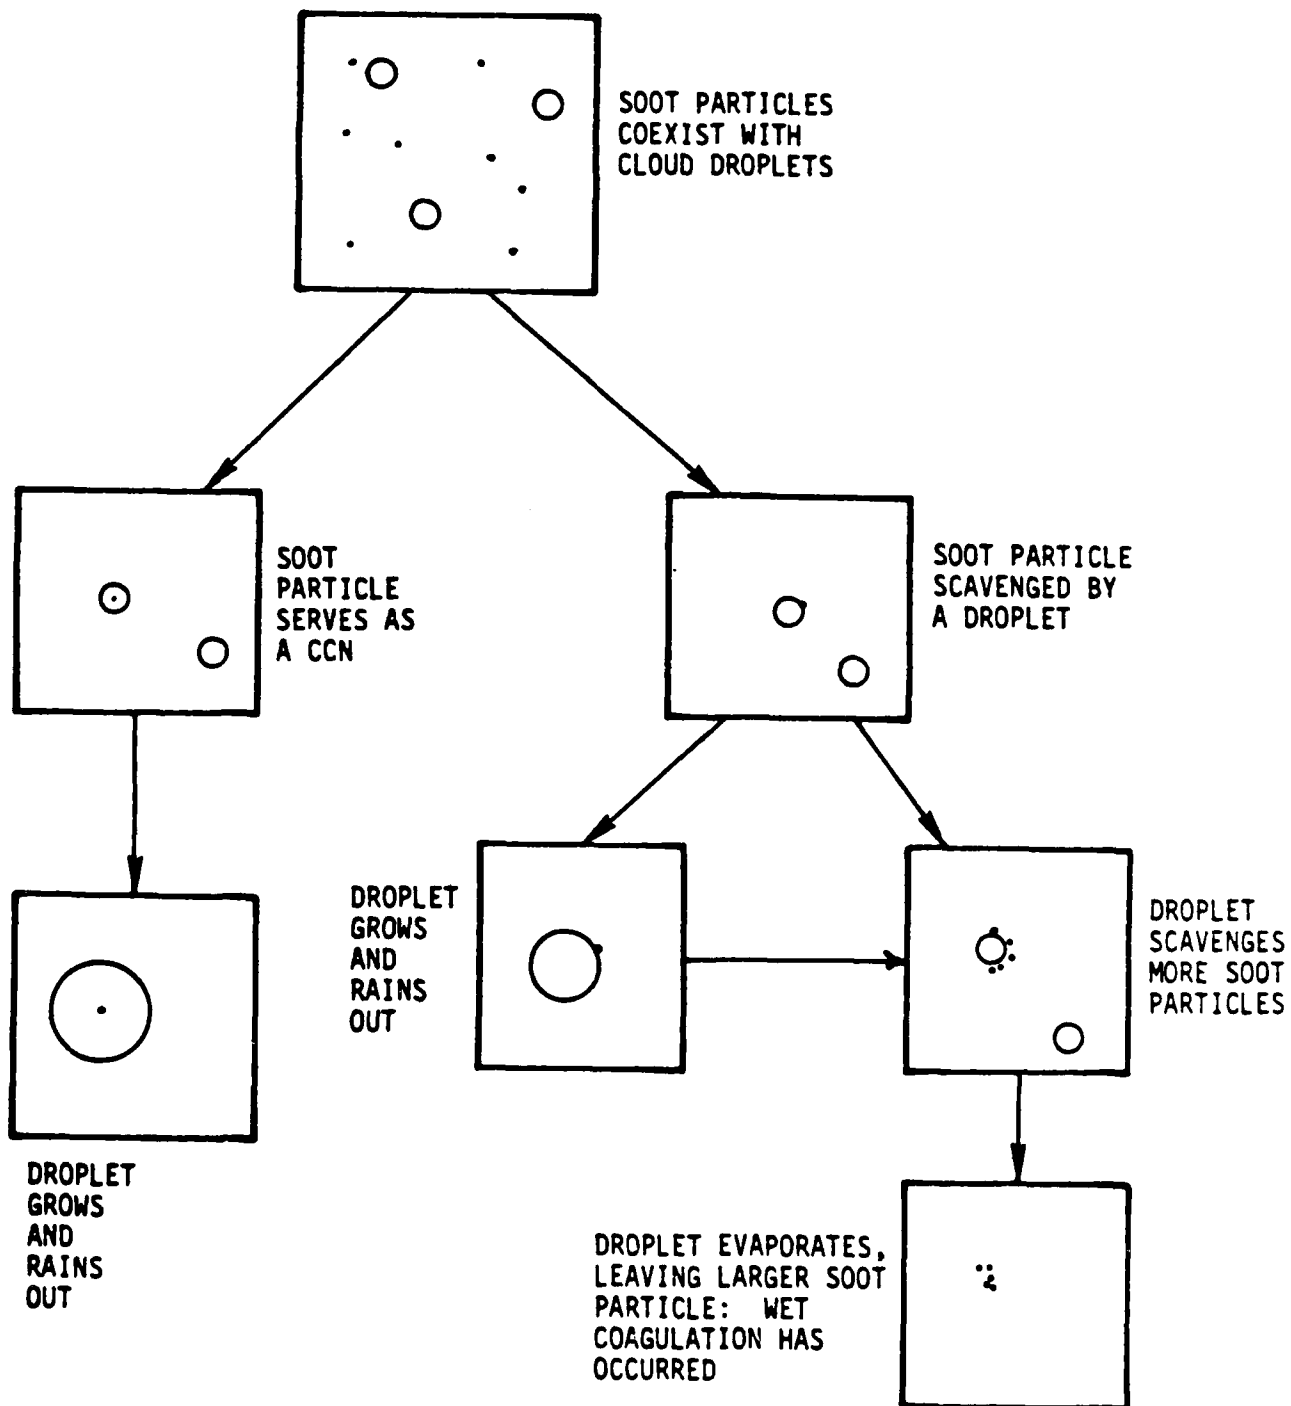 SOOT PARTICLES
COEXIST WITH
CLOUD DROPLETS
SOOT
PARTICLE
SERVES AS
A CCN
SOOT PARTICLE
SCAVENGED BY
A DROPLET
DROPLET
GROWS
AND
RAINS
OUT
DROPLET
SCAVENGES
MORE SOOT
PARTICLES
DROPLET
GROWS
AND
RAINS
OUT
DROPLET EVAPORATES,
LEAVING LARGER SOOT
PARTICLE: WET
COAGULATION HAS
OCCURRED